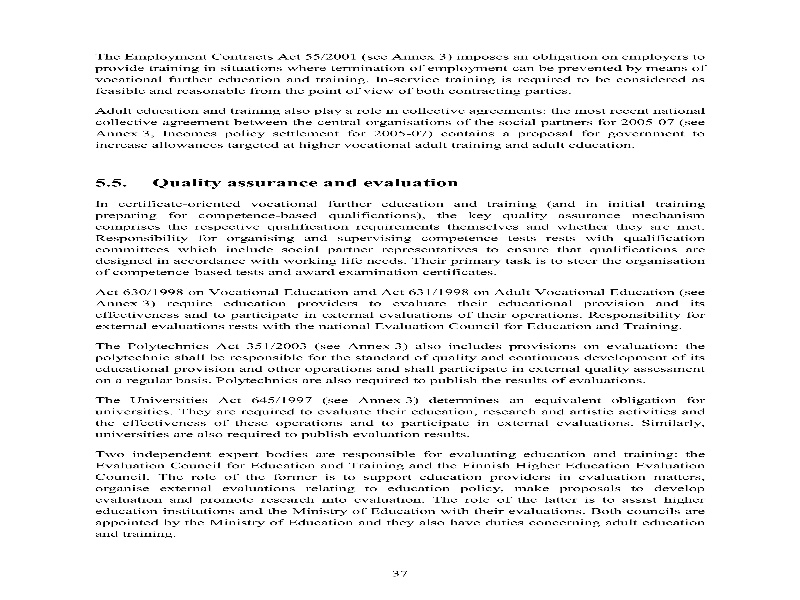 The Employment Contracts Act 55/2001 (see Annex 3) imposes an obligation on employers to
provide training in situations where termination of employment can be prevented by means of
vocational further education and training. In-service training is required to be considered as
feasible and reasonable from the point of view of both contracting parties.
Adult education and training also play a role in collective agreements: the most recent national
collective agreement between the central organisations of the social partners for 2005-07 (see
Annex 3, Incomes policy settlement for 2005-07) contains a proposal for government to
increase allowances targeted at higher vocational adult training and adult education.
5.5. Quality assurance and evaluation
In certificate-oriented vocational further education and training (and in initial training
preparing for competence-based qualifications), the key quality assurance mechanism
comprises the respective qualification requirements themselves and whether they are met.
Responsibility for organising and supervising competence tests rests with qualification
committees which include social partner representatives to ensure that qualifications are
designed in accordance with working life needs. Their primary task is to steer the organisation
of competence based tests and award examination certificates.
Act 630/1998 on Vocational Education and Act 631/1998 on Adult Vocational Education (see
Annex 3) require education providers to evaluate their educational provision and its
effectiveness and to participate in external evaluations of their operations. Responsibility for
external evaluations rests with the national Evaluation Council for Education and Training.
The Polytechnics Act 351/2003 (see Annex 3) also includes provisions on evaluation: the
polytechnic shall be responsible for the standard of quality and continuous development of its
educational provision and other operations and shall participate in external quality assessment
on a regular basis. Polytechnics are also required to publish the results of evaluations.
The Universities Act 645/1997 (see Annex 3) determines an equivalent obligation for
universities. They are required to evaluate their education, research and artistic activities and
the effectiveness of these operations and to participate in external evaluations. Similarly,
universities are also required to publish evaluation results.
Two independent expert bodies are responsible for evaluating education and training: the
Evaluation Council for Education and Training and the Finnish Higher Education Evaluation
Council. The role of the former is to support education providers in evaluation matters,
organise external evaluations relating to education policy, make proposals to develop
evaluation and promote research into evaluation. The role of the latter is to assist higher
education institutions and the Ministry of Education with their evaluations. Both councils are
appointed by the Ministry of Education and they also have duties concerning adult education
and training.
37